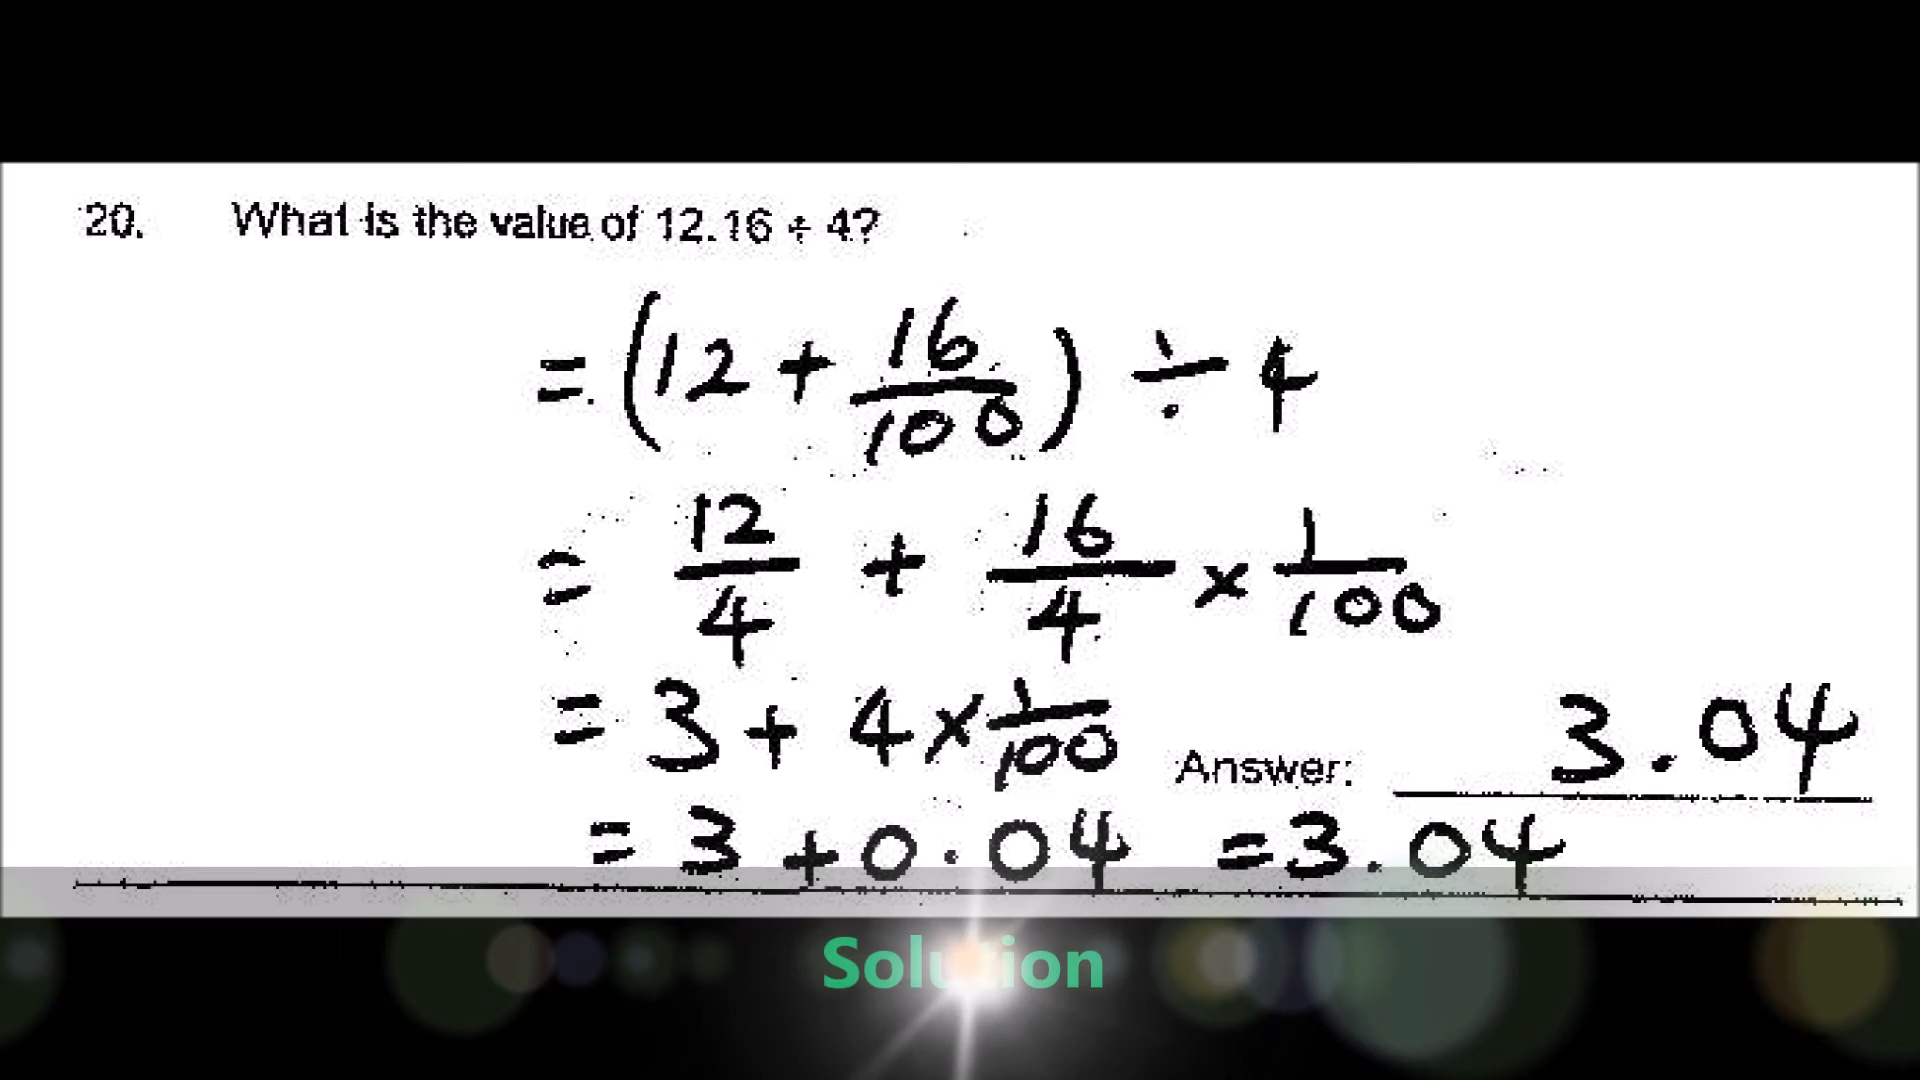 20. What is the value of 12.16 ÷ 4?
= (12 + 16/100) ÷ 4
= 12/4 + 16/4 × 1/100
= 3 + 4 × 1/100
Answer: 3.04
= 3 + 0.04 = 3.04
Solution